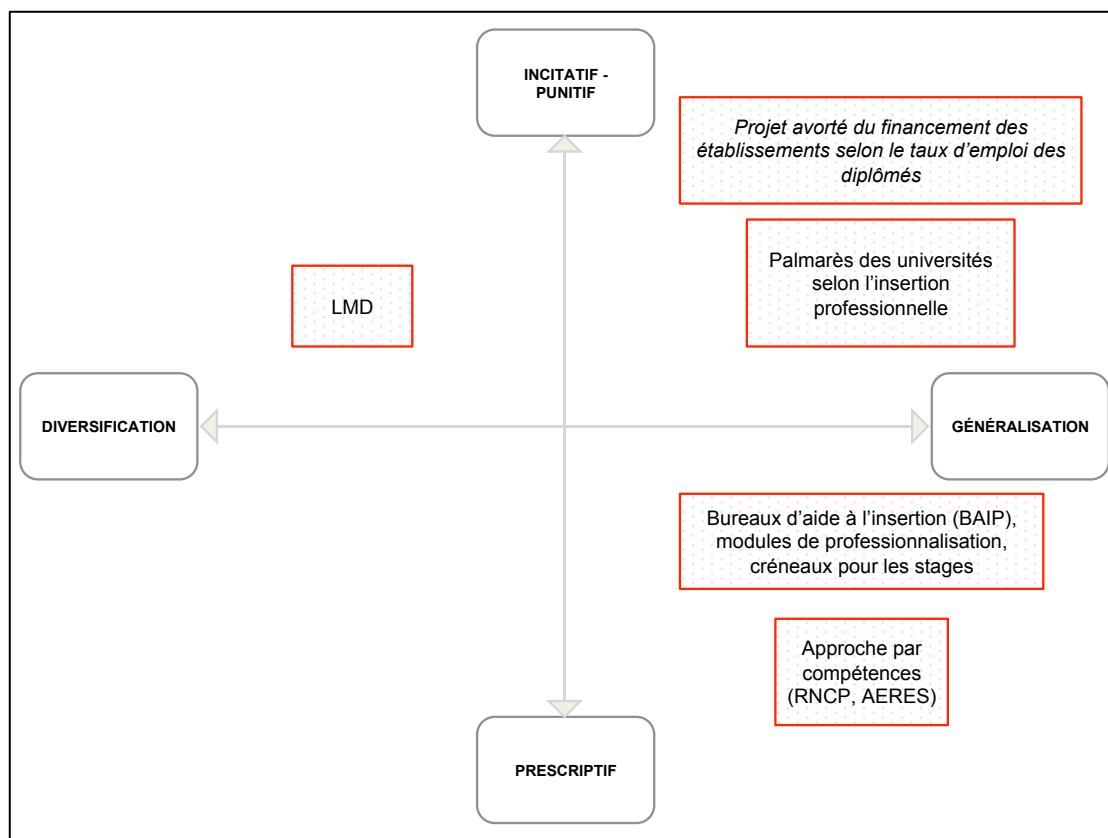 INCITATIF -
PUNITIF
Projet avorté du financement des
établissements selon le taux d'emploi des
diplômés
Palmarès des universités
selon l'insertion
professionnelle
LMD
DIVERSIFICATION
GÉNÉRALISATION
Bureaux d'aide à l'insertion (BAIP),
modules de professionnalisation,
créneaux pour les stages
Approche par
compétences
(RNCP, AERES)
PRESCRIPTIF